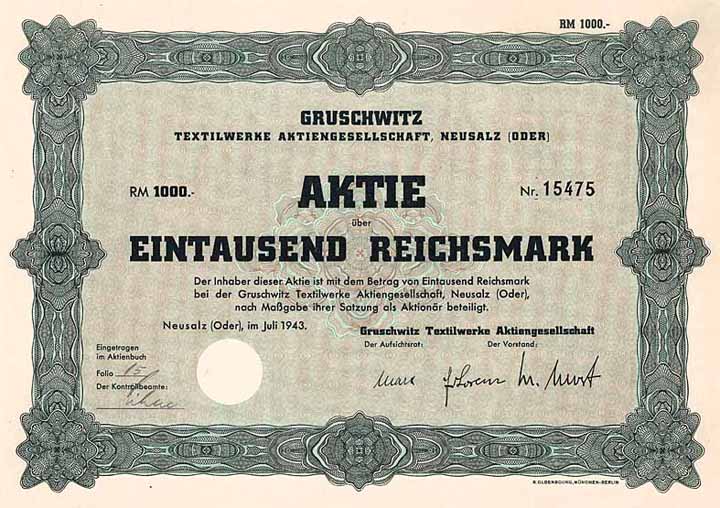 RM 1000.-
GRUSCHWITZ
TEXTILWERKE AKTIENGESELLSCHAFT, NEUSALZ (ODER)
RM 1000.- AKTIE Nr. 15475
über
EINTAUSEND REICHSMARK
Der Inhaber dieser Aktie ist mit dem Betrag von Eintausend Reichsmark
bei der Gruschwitz Textilwerke Aktiengesellschaft, Neusalz (Oder),
nach Maßgabe ihrer Satzung als Aktionär beteiligt.
Neusalz (Oder), im Juli 1943.
Gruschwitz Textilwerke Aktiengesellschaft
Der Aufsichtsrat: Der Vorstand:
Eingetragen
im Aktienbuch
Folio 15
Der Kontrollbeamte:
R. OLDENBOURG, MÜNCHEN-BERLIN